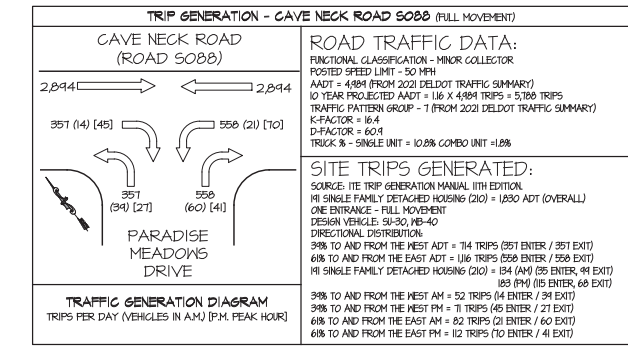 TRIP GENERATION - CAVE NECK ROAD S088 (FULL MOVEMENT)
CAVE NECK ROAD
(ROAD S088)
2,894
2,894
357 (14) [45]
558 (21) [70]
357
(39) [27]
558
(60) [41]
PARADISE
MEADOWS
DRIVE
TRAFFIC GENERATION DIAGRAM
TRIPS PER DAY (VEHICLES IN A.M.) [P.M. PEAK HOUR]
ROAD TRAFFIC DATA:
FUNCTIONAL CLASSIFICATION - MINOR COLLECTOR
POSTED SPEED LIMIT - 50 MPH
AADT = 4,989 (FROM 2021 DELDOT TRAFFIC SUMMARY)
10 YEAR PROJECTED AADT = 1.16 X 4,989 TRIPS = 5,788 TRIPS
TRAFFIC PATTERN GROUP - 7 (FROM 2021 DELDOT TRAFFIC SUMMARY)
K-FACTOR = 16.4
D-FACTOR = 60.9
TRUCK % - SINGLE UNIT = 10.8% COMBO UNIT =1.8%
SITE TRIPS GENERATED:
SOURCE: ITE TRIP GENERATION MANUAL 11TH EDITION.
191 SINGLE FAMILY DETACHED HOUSING (210) = 1,830 ADT (OVERALL)
ONE ENTRANCE - FULL MOVEMENT
DESIGN VEHICLE: SU-30, WB-40
DIRECTIONAL DISTRIBUTION:
39% TO AND FROM THE WEST ADT = 714 TRIPS (357 ENTER / 357 EXIT)
61% TO AND FROM THE EAST ADT = 1,116 TRIPS (558 ENTER / 558 EXIT)
191 SINGLE FAMILY DETACHED HOUSING (210) = 134 (AM) (35 ENTER, 99 EXIT)
183 (PM) (115 ENTER, 68 EXIT)
39% TO AND FROM THE WEST AM = 52 TRIPS (14 ENTER / 39 EXIT)
39% TO AND FROM THE WEST PM = 71 TRIPS (45 ENTER / 27 EXIT)
61% TO AND FROM THE EAST AM = 82 TRIPS (21 ENTER / 60 EXIT)
61% TO AND FROM THE EAST PM = 112 TRIPS (70 ENTER / 41 EXIT)